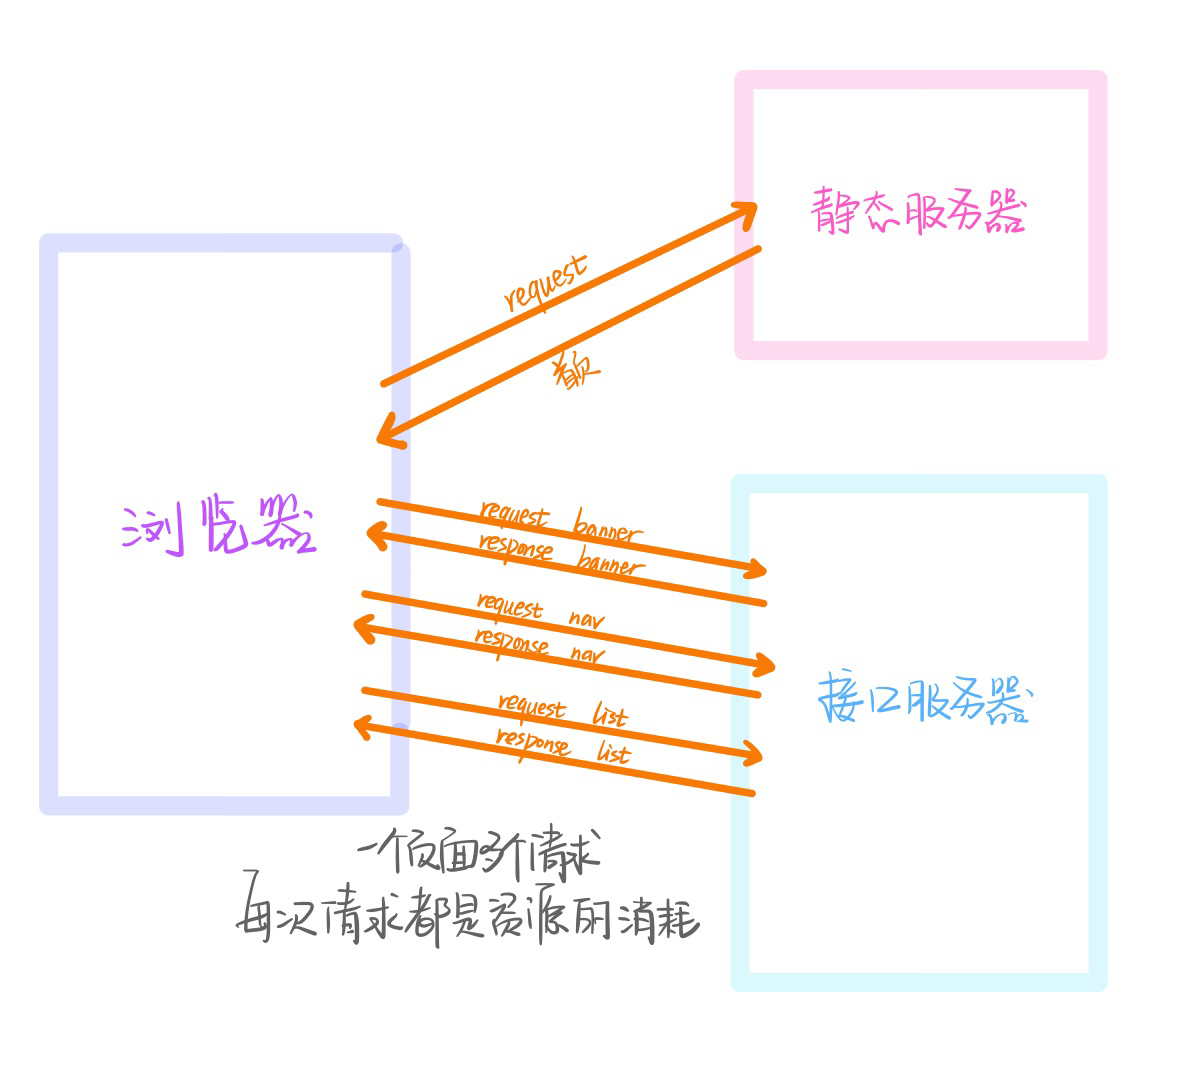 静态服务器
request
首页
浏览器
request banner
response banner
request nav
response nav
request list
response list
接口服务器
一个页面3个请求
每次请求都是资源的消耗